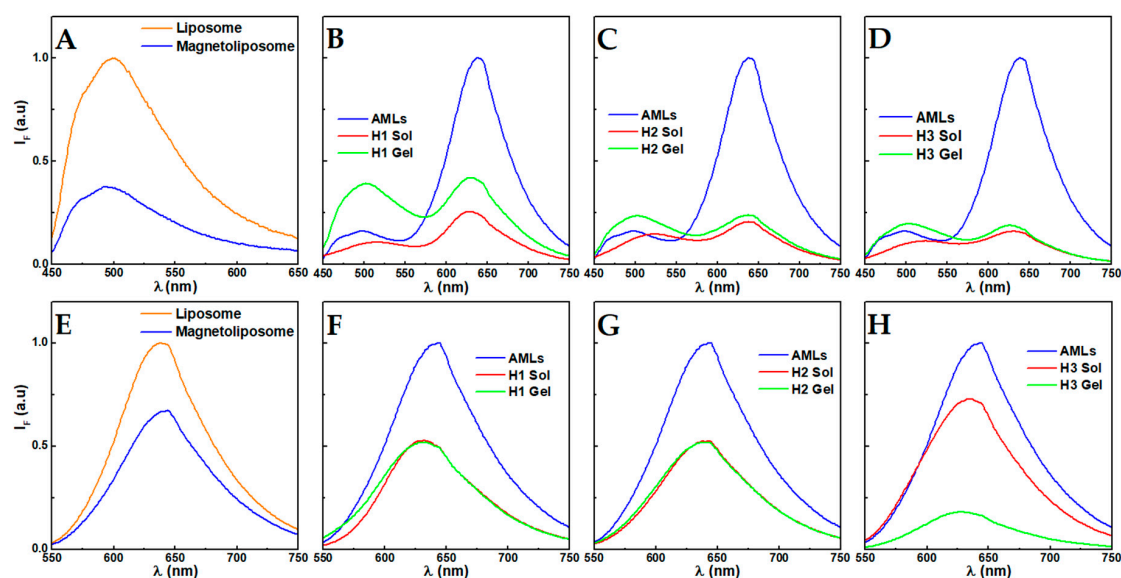 A
Liposome
Magnetoliposome
B
AMLs
H1 Sol
H1 Gel
C
AMLs
H2 Sol
H2 Gel
D
AMLs
H3 Sol
H3 Gel
I_F (a.u)
1.0
0.5
0.0
450 500 550 600 650
450 500 550 600 650 700 750
450 500 550 600 650 700 750
450 500 550 600 650 700 750
λ (nm)
λ (nm)
λ (nm)
λ (nm)
E
Liposome
Magnetoliposome
F
AMLs
H1 Sol
H1 Gel
G
AMLs
H2 Sol
H2 Gel
H
AMLs
H3 Sol
H3 Gel
I_F (a.u)
1.0
0.5
0.0
550 600 650 700 750
550 600 650 700 750
550 600 650 700 750
550 600 650 700 750
λ (nm)
λ (nm)
λ (nm)
λ (nm)